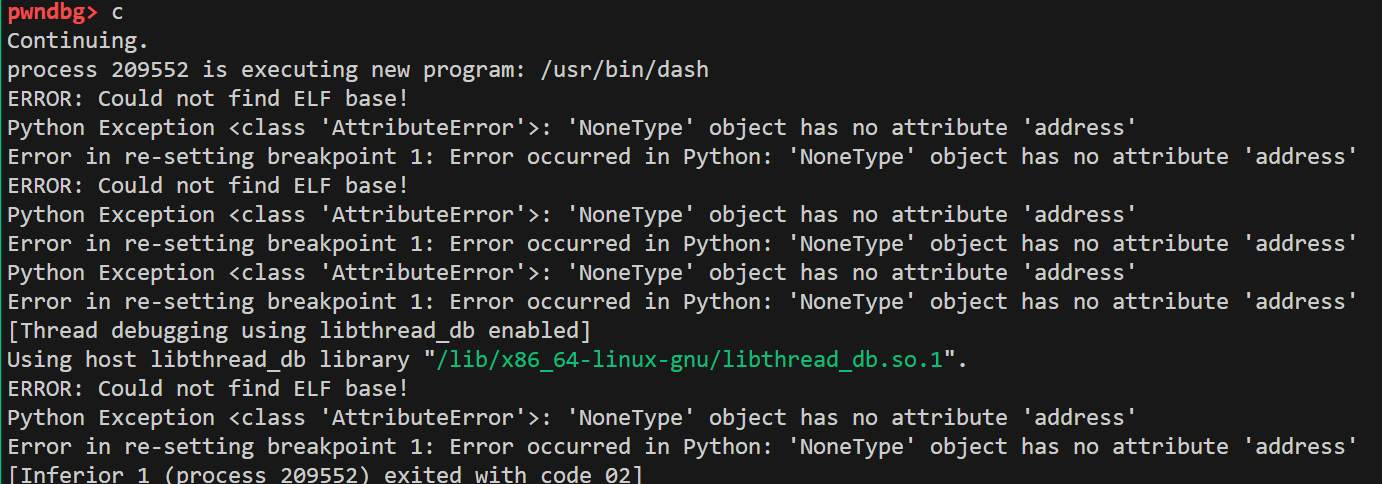 pwndbg> c
Continuing.
process 209552 is executing new program: /usr/bin/dash
ERROR: Could not find ELF base!
Python Exception <class 'AttributeError'>: 'NoneType' object has no attribute 'address'
Error in re-setting breakpoint 1: Error occurred in Python: 'NoneType' object has no attribute 'address'
ERROR: Could not find ELF base!
Python Exception <class 'AttributeError'>: 'NoneType' object has no attribute 'address'
Error in re-setting breakpoint 1: Error occurred in Python: 'NoneType' object has no attribute 'address'
Python Exception <class 'AttributeError'>: 'NoneType' object has no attribute 'address'
Error in re-setting breakpoint 1: Error occurred in Python: 'NoneType' object has no attribute 'address'
[Thread debugging using libthread_db enabled]
Using host libthread_db library "/lib/x86_64-linux-gnu/libthread_db.so.1".
ERROR: Could not find ELF base!
Python Exception <class 'AttributeError'>: 'NoneType' object has no attribute 'address'
Error in re-setting breakpoint 1: Error occurred in Python: 'NoneType' object has no attribute 'address'
[Inferior 1 (process 209552) exited with code 02]